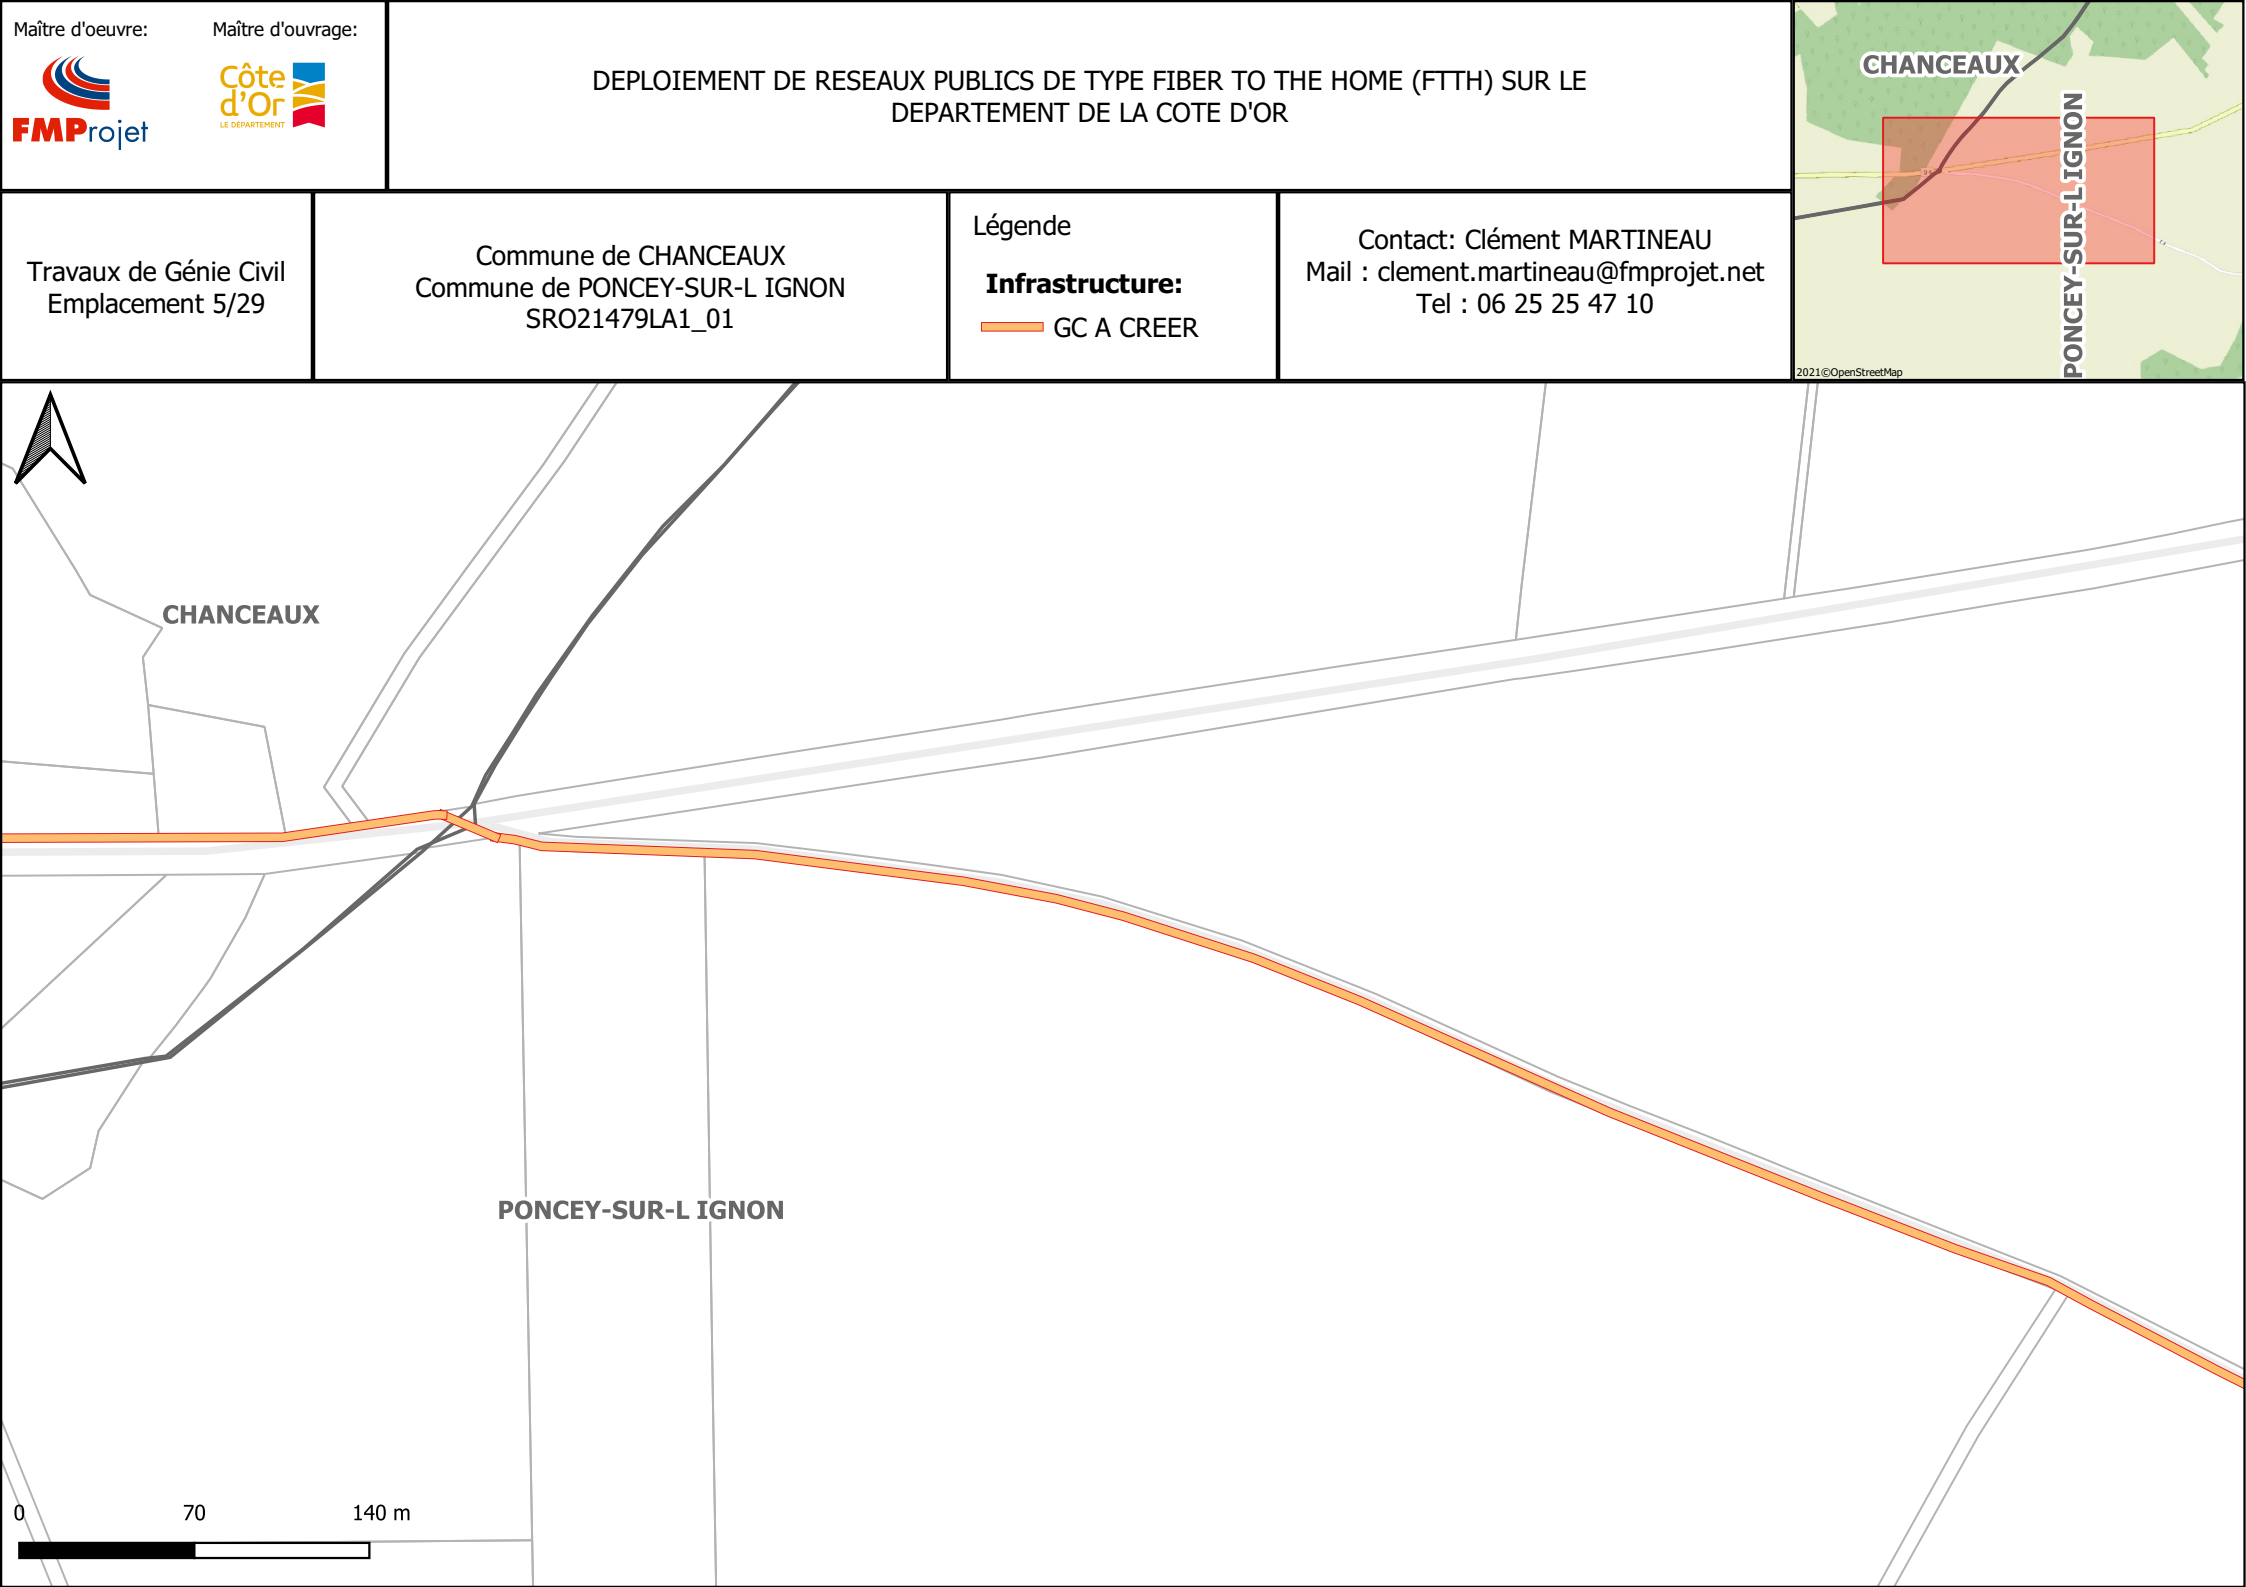 Maître d'oeuvre:
Maître d'ouvrage:
FMProjet
Côte
d'Or
LE DÉPARTEMENT
DEPLOIEMENT DE RESEAUX PUBLICS DE TYPE FIBER TO THE HOME (FTTH) SUR LE
DEPARTEMENT DE LA COTE D'OR
CHANCEAUX
PONCEY-SUR-L IGNON
2021©OpenStreetMap
Travaux de Génie Civil
Emplacement 5/29
Commune de CHANCEAUX
Commune de PONCEY-SUR-L IGNON
SRO21479LA1_01
Légende
Infrastructure:
GC A CREER
Contact: Clément MARTINEAU
Mail : clement.martineau@fmprojet.net
Tel : 06 25 25 47 10
CHANCEAUX
PONCEY-SUR-L IGNON
0 70 140 m